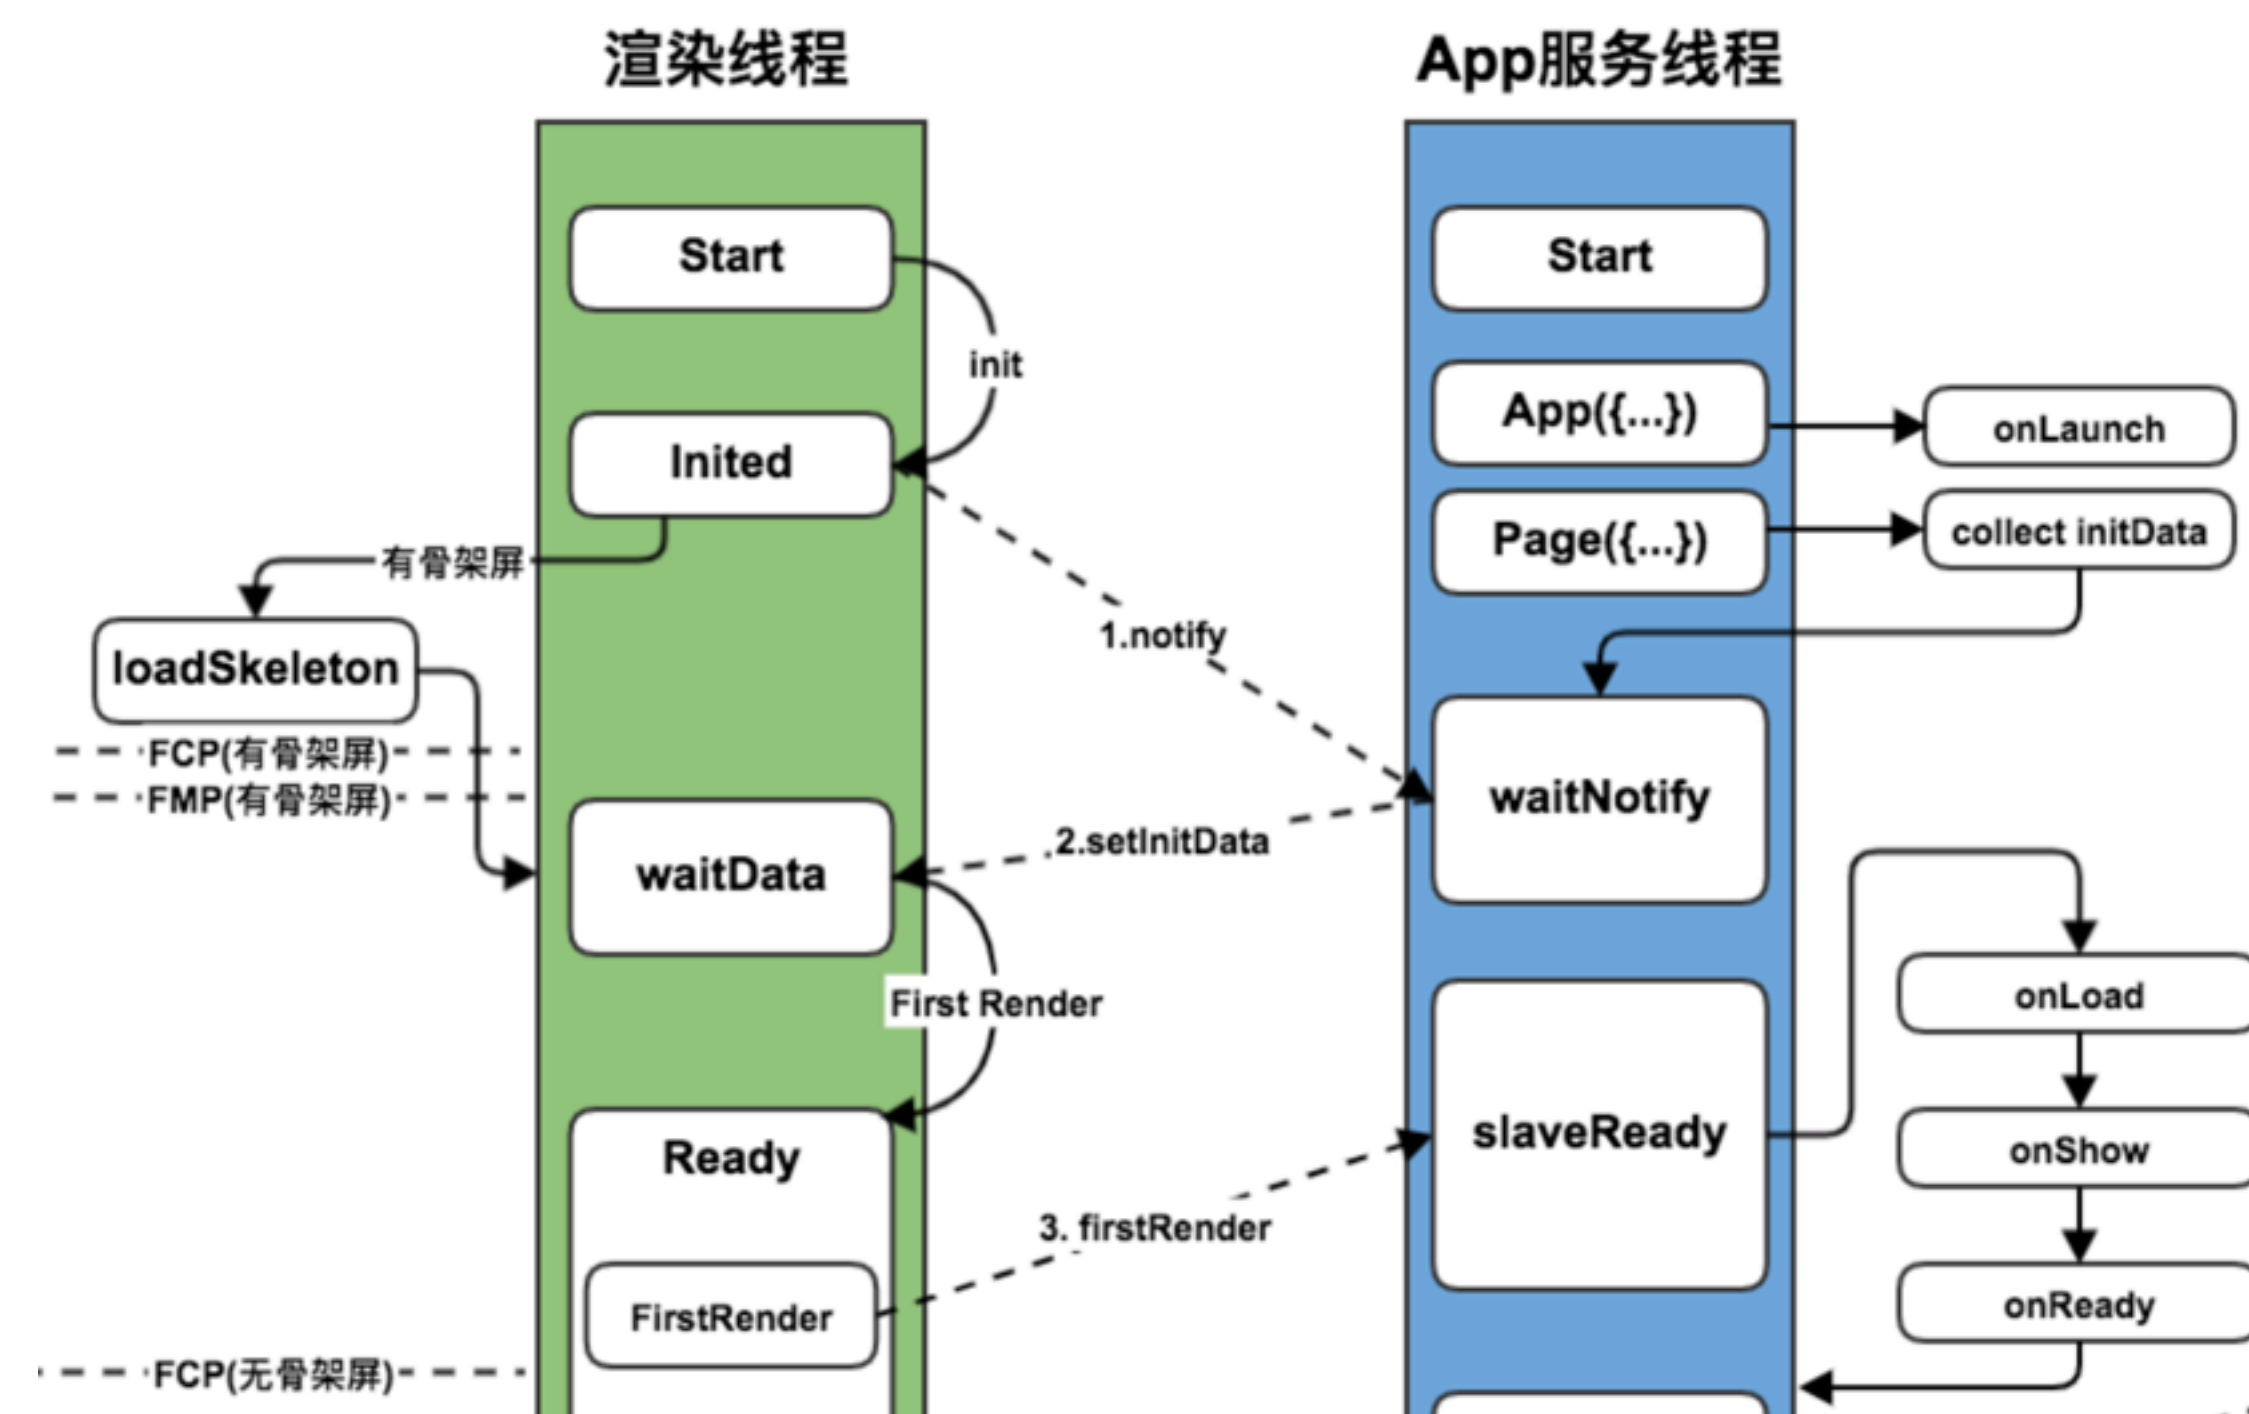 渲染线程
App服务线程
Start
Start
init
App({...})
onLaunch
Inited
Page({...})
collect initData
有骨架屏
1.notify
loadSkeleton
FCP(有骨架屏)
FMP(有骨架屏)
waitNotify
2.setInitData
waitData
First Render
onLoad
slaveReady
onShow
Ready
3. firstRender
onReady
FirstRender
FCP(无骨架屏)